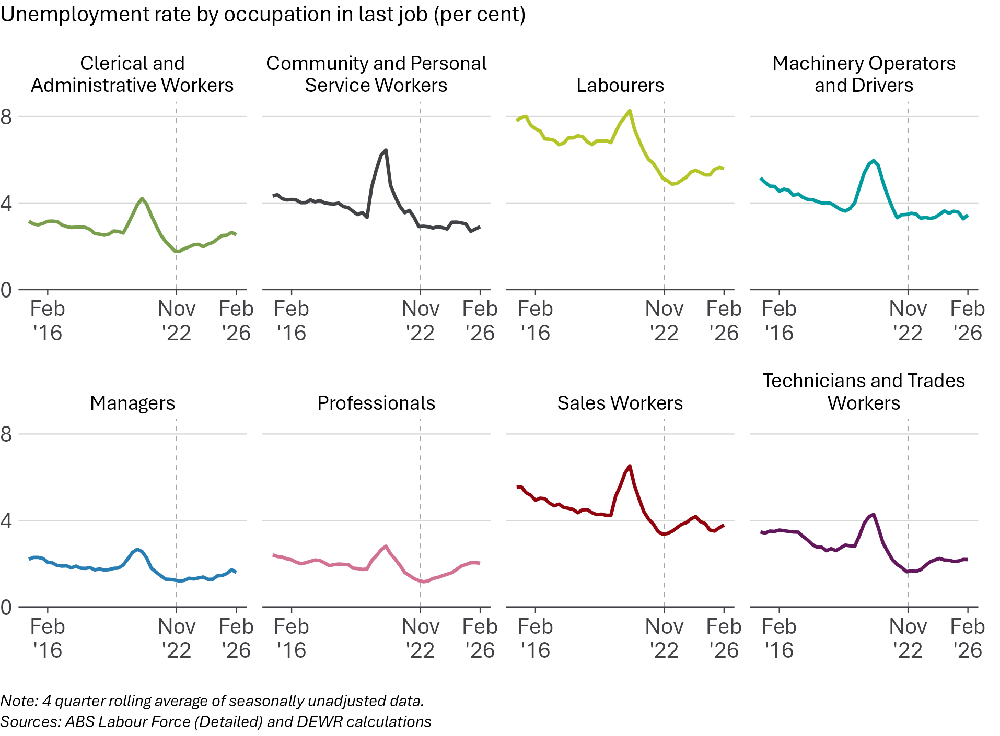 Unemployment rate by occupation in last job (per cent)
Clerical and
Administrative Workers
Community and Personal
Service Workers
Labourers
Machinery Operators
and Drivers
8
4
0
Feb
'16
Nov
'22
Feb
'26
Feb
'16
Nov
'22
Feb
'26
Feb
'16
Nov
'22
Feb
'26
Feb
'16
Nov
'22
Feb
'26
Managers
Professionals
Sales Workers
Technicians and Trades
Workers
8
4
0
Feb
'16
Nov
'22
Feb
'26
Feb
'16
Nov
'22
Feb
'26
Feb
'16
Nov
'22
Feb
'26
Feb
'16
Nov
'22
Feb
'26
Note: 4 quarter rolling average of seasonally unadjusted data.
Sources: ABS Labour Force (Detailed) and DEWR calculations